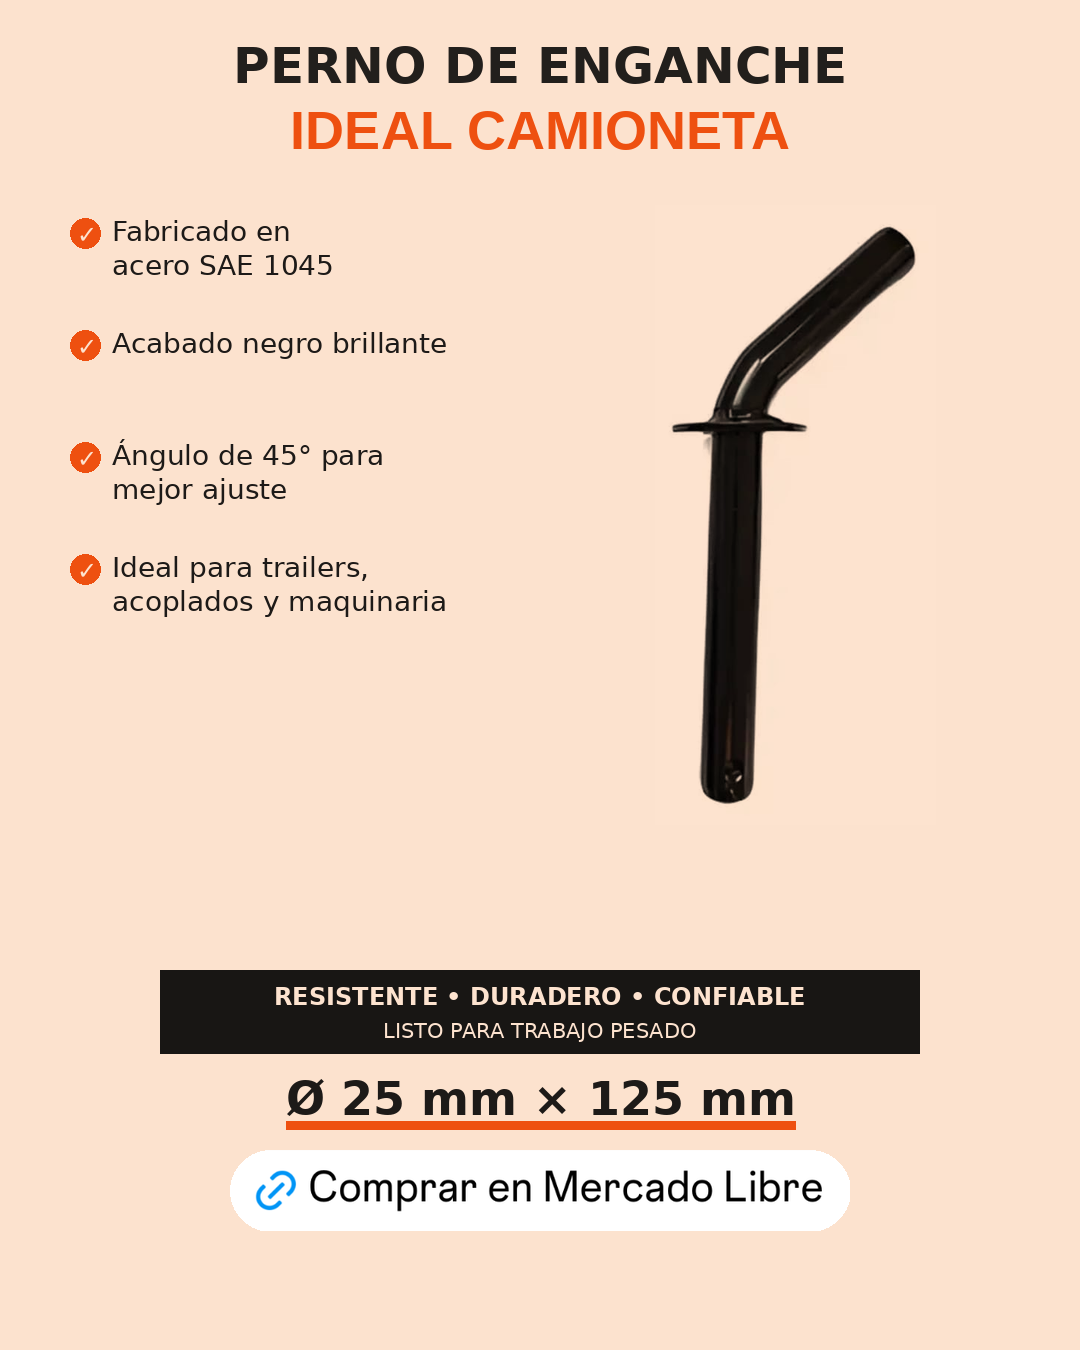 PERNO DE ENGANCHE
IDEAL CAMIONETA
✓ Fabricado en
acero SAE 1045
✓ Acabado negro brillante
✓ Ángulo de 45° para
mejor ajuste
✓ Ideal para trailers,
acoplados y maquinaria
RESISTENTE • DURADERO • CONFIABLE
LISTO PARA TRABAJO PESADO
Ø 25 mm × 125 mm
Comprar en Mercado Libre